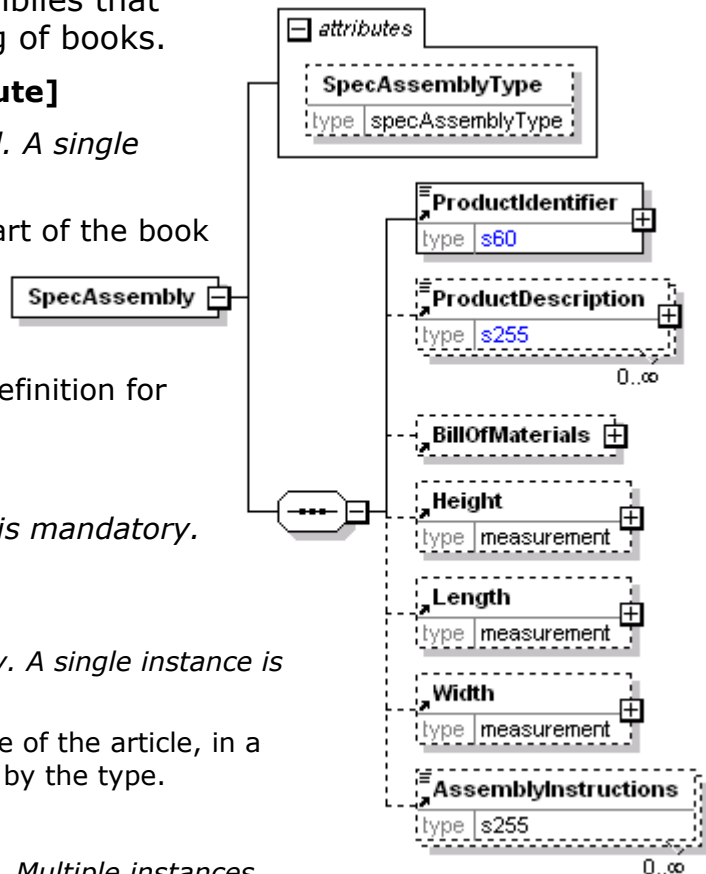 that
g of books.
ute]
. A single
art of the book
efinition for
is mandatory.
. A single instance is
e of the article, in a
by the type.
. Multiple instances
attributes
SpecAssemblyType
type specAssemblyType
SpecAssembly
ProductIdentifier
type s60
ProductDescription
type s255
0..∞
BillOfMaterials
Height
type measurement
Length
type measurement
Width
type measurement
AssemblyInstructions
type s255
0..∞